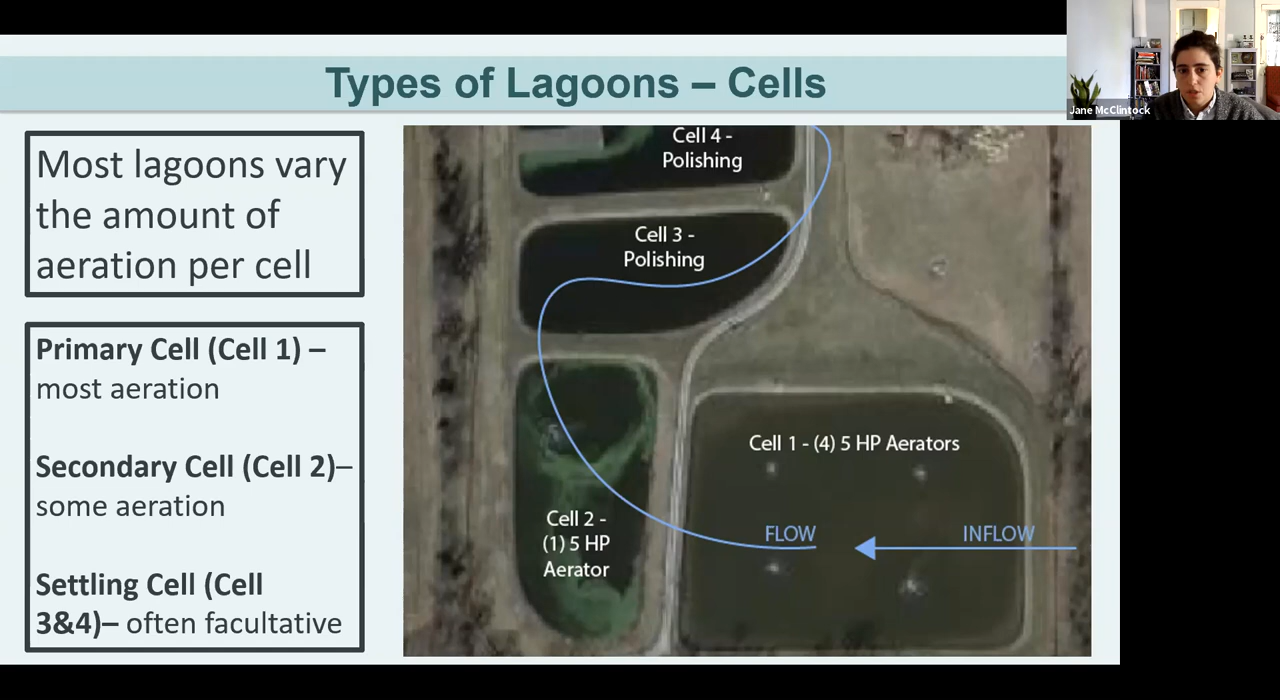 Types of Lagoons – Cells
Jane McClintock
Most lagoons vary
the amount of
aeration per cell
Primary Cell (Cell 1) –
most aeration
Secondary Cell (Cell 2)–
some aeration
Settling Cell (Cell
3&4)– often facultative
Cell 4 -
Polishing
Cell 3 -
Polishing
Cell 1 - (4) 5 HP Aerators
FLOW
INFLOW
Cell 2 -
(1) 5 HP
Aerator